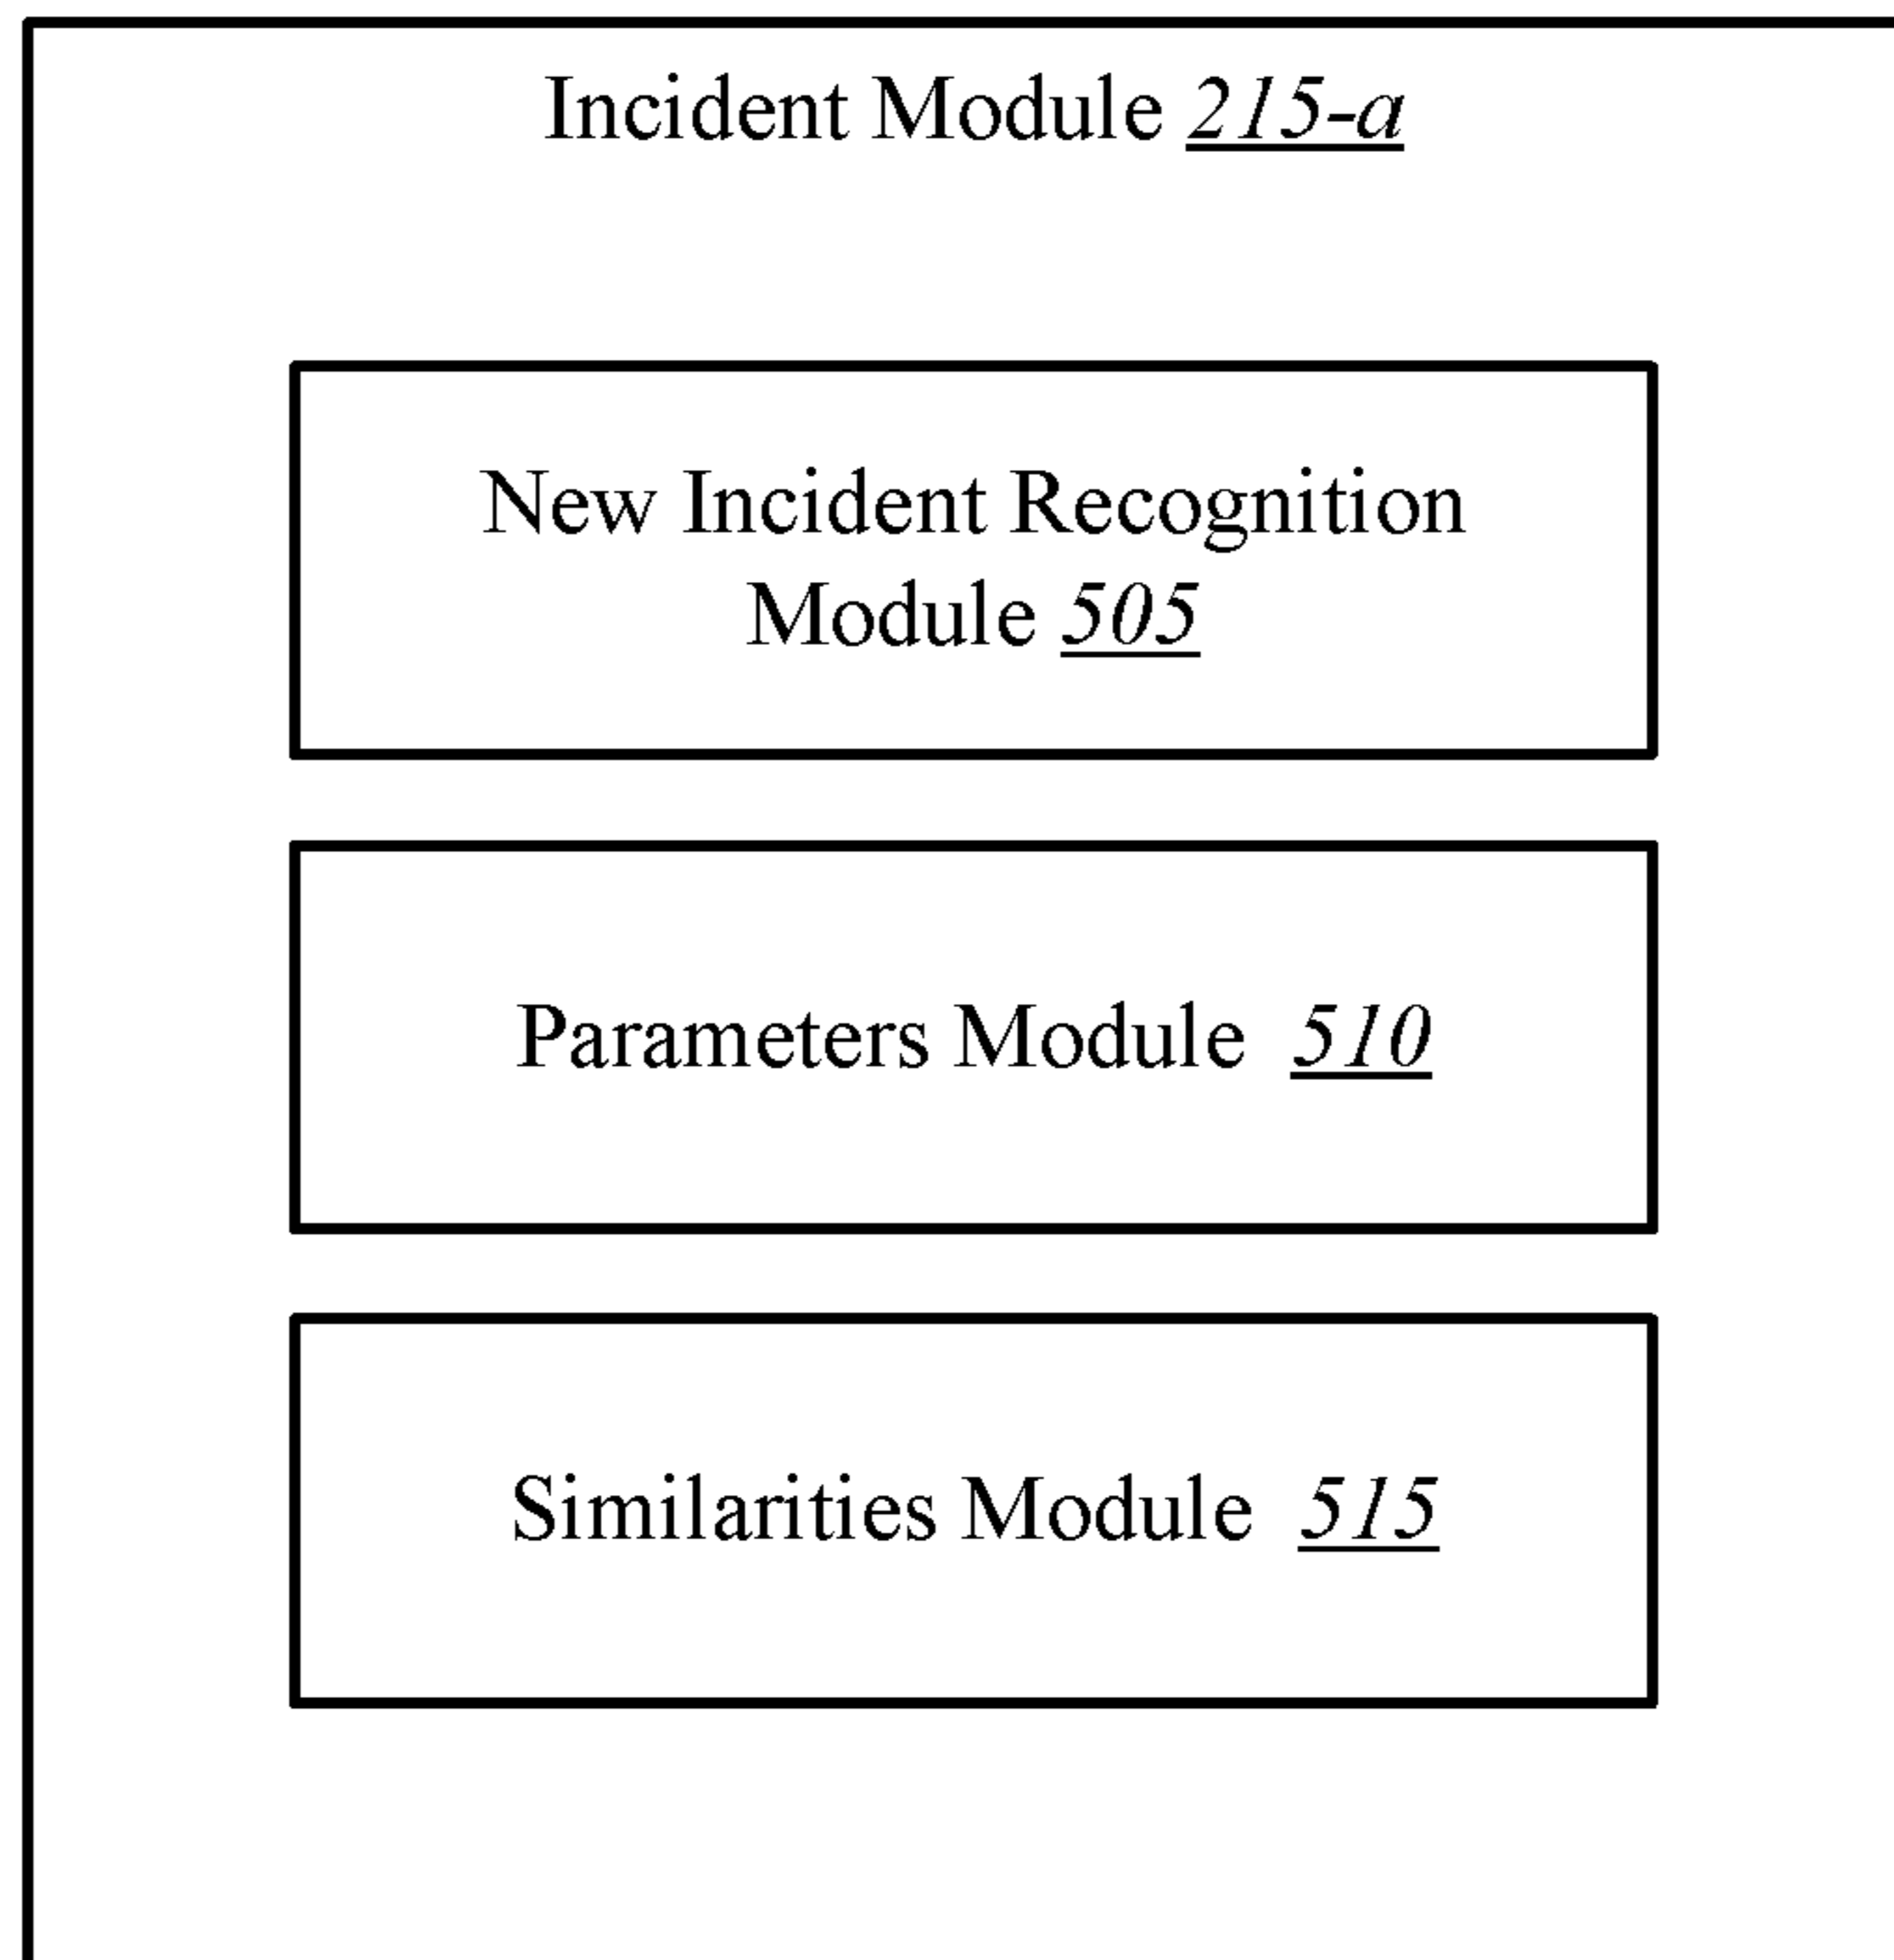 Incident Module 215-a
New Incident Recognition
Module 505
Parameters Module 510
Similarities Module 515